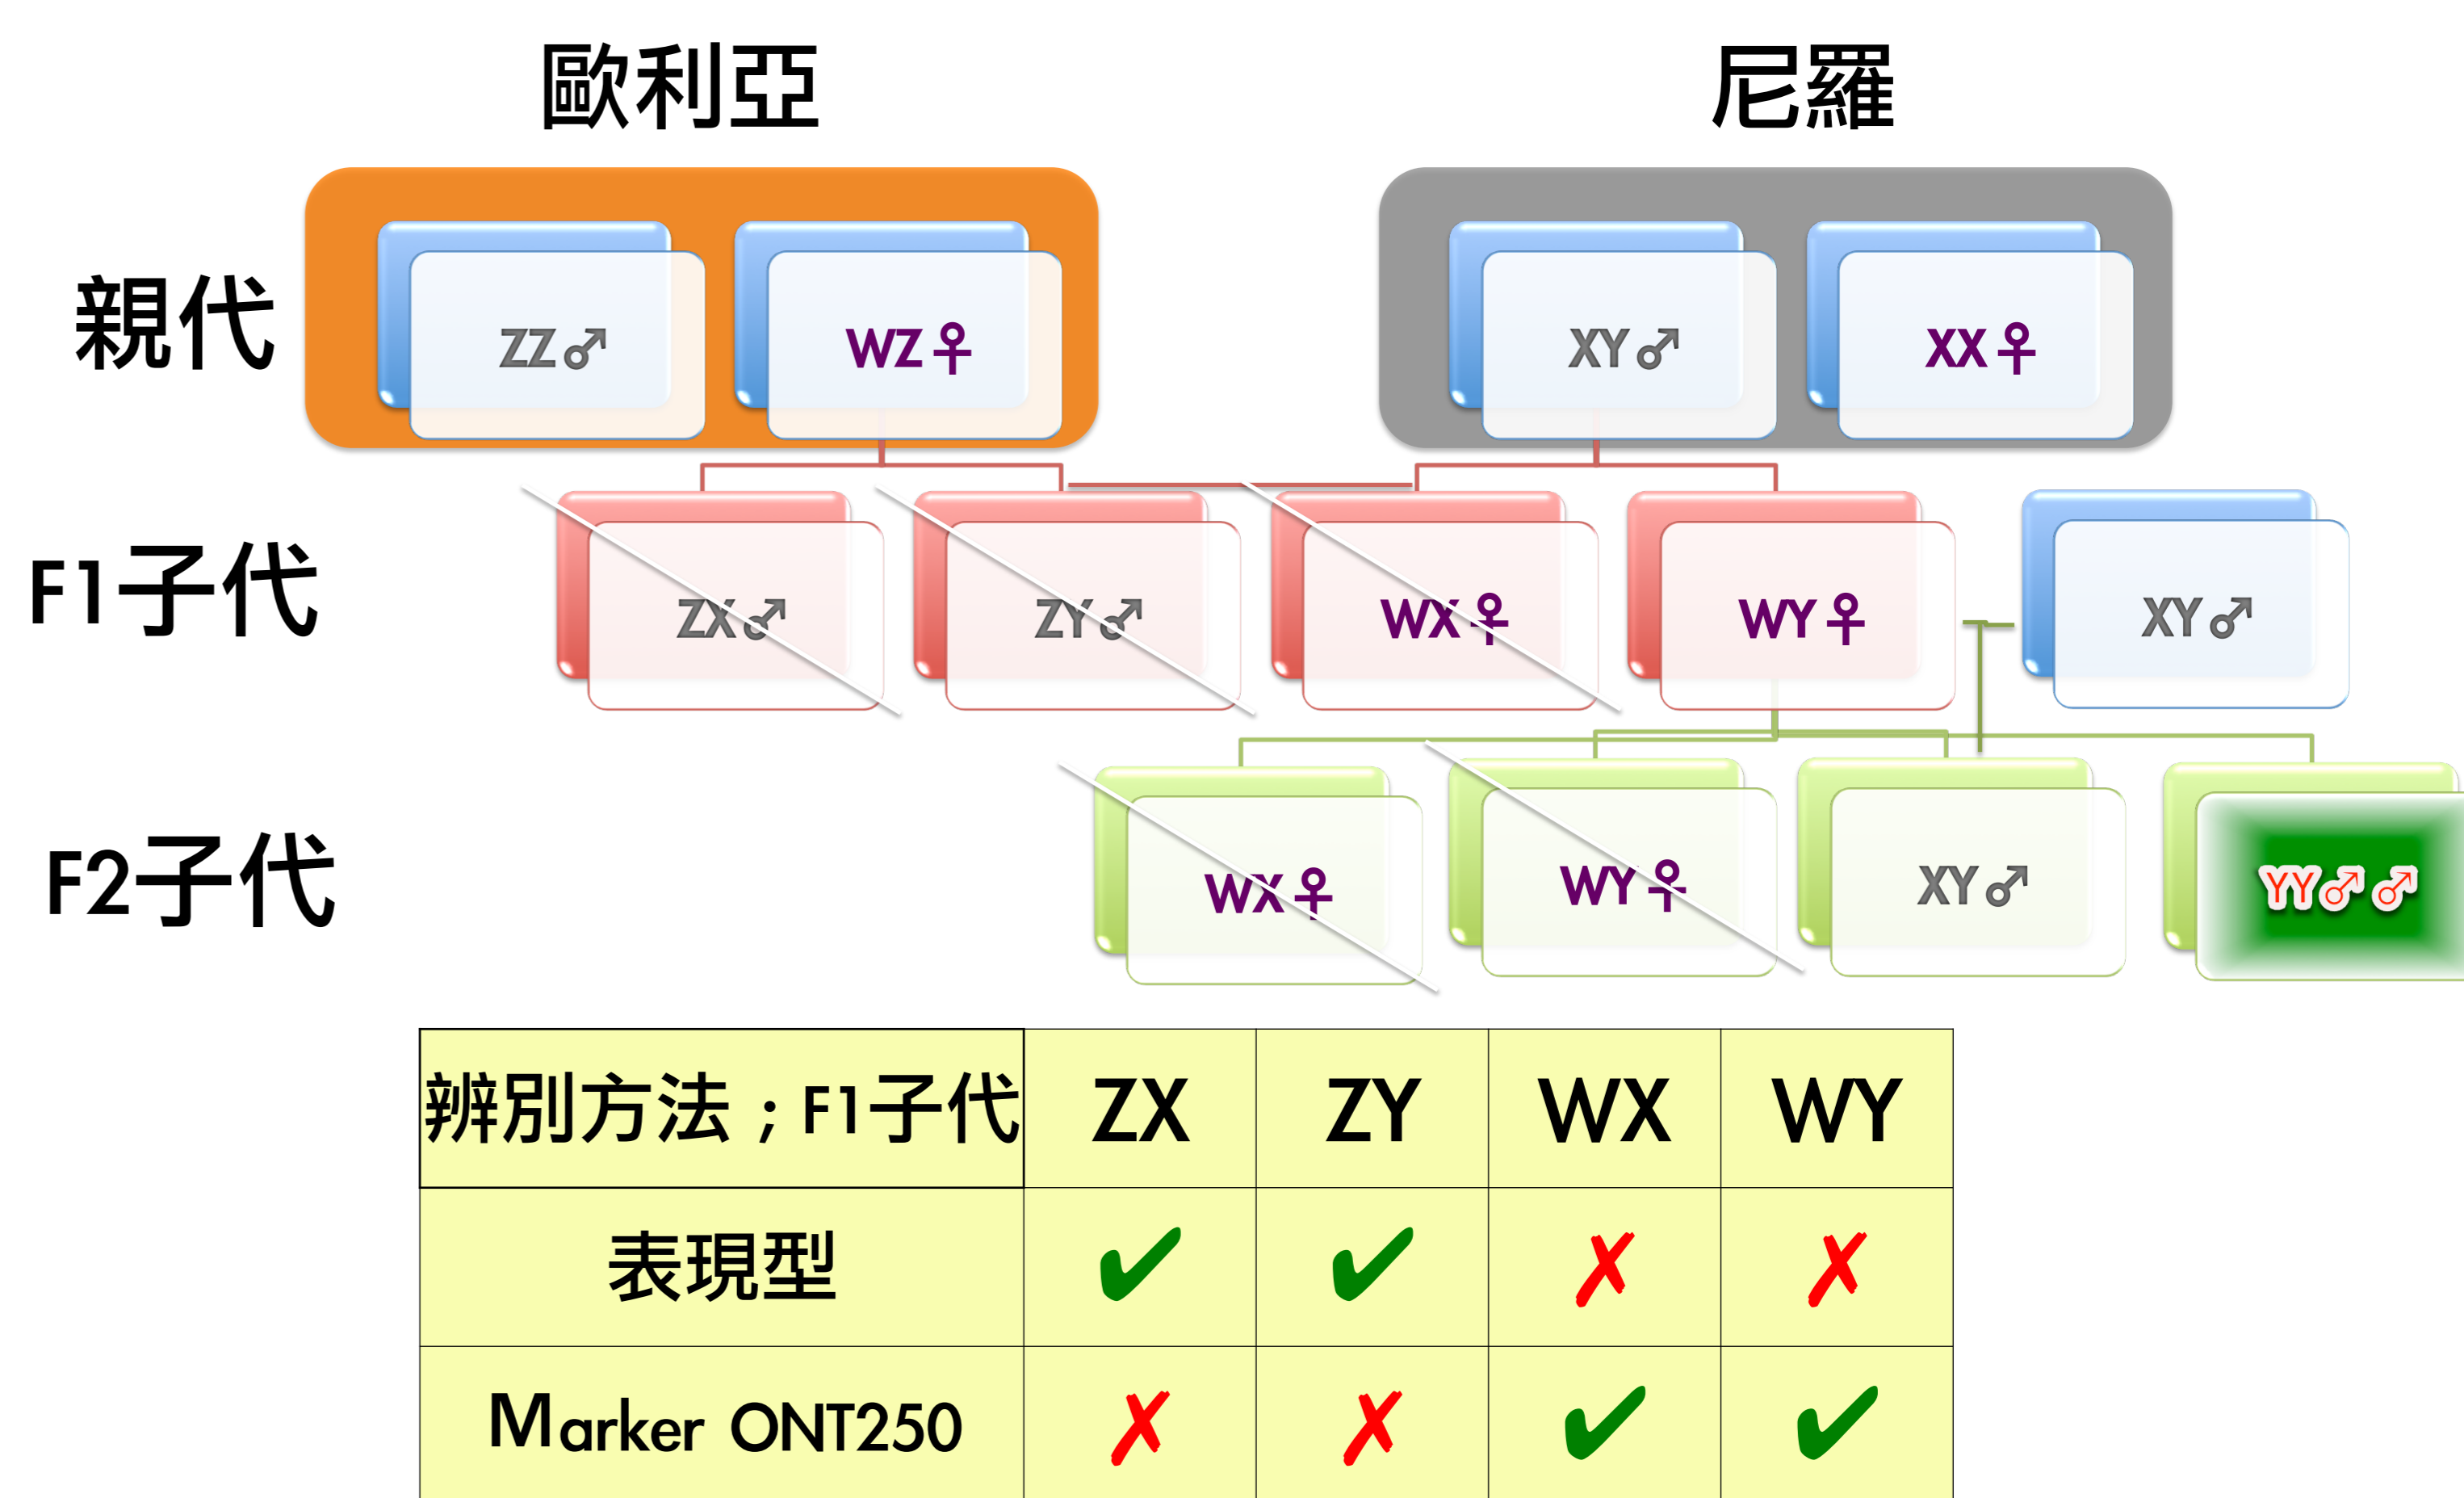 歐利亞 尼羅
親代 ZZ♂ WZ♀ XY♂ XX♀
F1子代 ZX♂ ZY♂ WX♀ WY♀ XY♂
F2子代 WX♀ WY♀ XY♂ YY♂♂
辨別方法；F1子代 ZX ZY WX WY
表現型 ✔ ✔ ✗ ✗
Marker ONT250 ✗ ✗ ✔ ✔